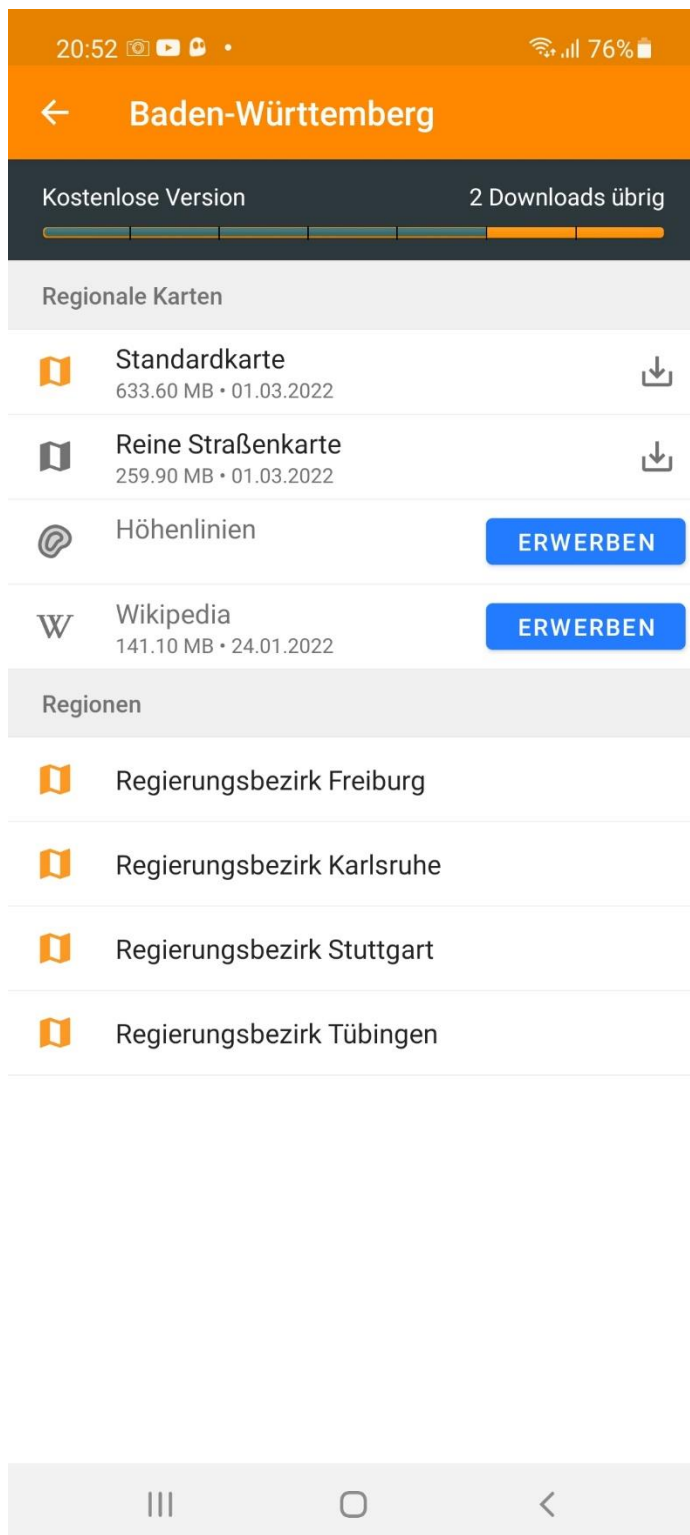 20:52 76%
Baden-Württemberg
Kostenlose Version 2 Downloads übrig
Regionale Karten
Standardkarte
633.60 MB • 01.03.2022
Reine Straßenkarte
259.90 MB • 01.03.2022
Höhenlinien ERWERBEN
W Wikipedia ERWERBEN
141.10 MB • 24.01.2022
Regionen
Regierungsbezirk Freiburg
Regierungsbezirk Karlsruhe
Regierungsbezirk Stuttgart
Regierungsbezirk Tübingen